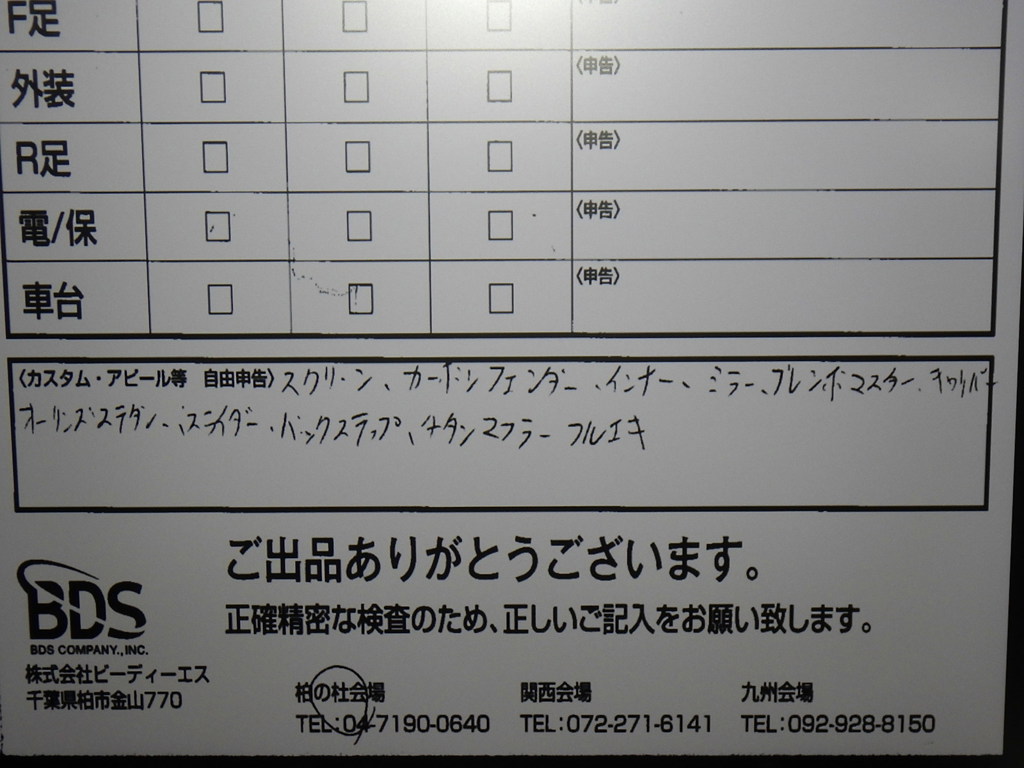 F足
外装 〈申告〉
R足 〈申告〉
電/保 〈申告〉
車台 〈申告〉
〈カスタム・アピール等 自由申告〉 スクリーン、カーボンフェンダー、インナー、ミラー、ブレンボマスター、キャリパー
オーリンズステダン、スライダー、バックステップ、チタンマフラー フルエキ
ご出品ありがとうございます。
正確精密な検査のため、正しいご記入をお願い致します。
BDS
BDS COMPANY.,INC.
株式会社ビーディーエス
千葉県柏市金山770
柏の杜会場 関西会場 九州会場
TEL:04-7190-0640 TEL:072-271-6141 TEL:092-928-8150